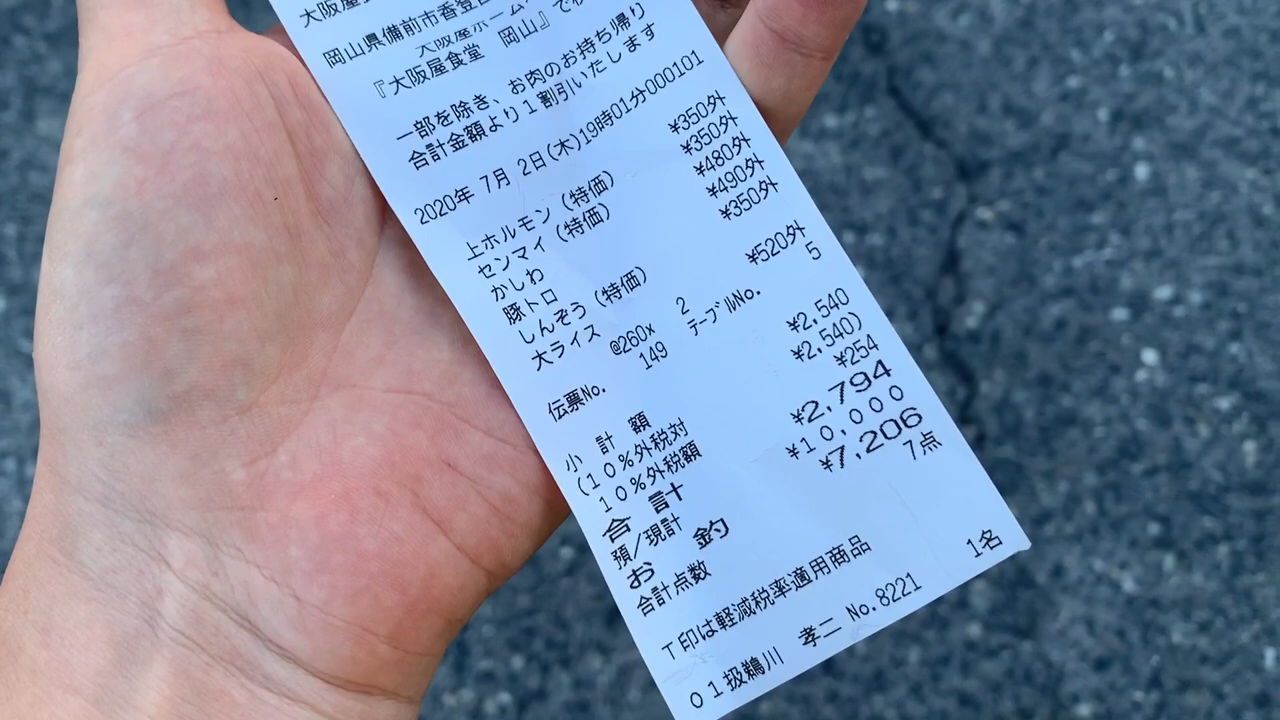 大阪屋食
岡山県備前市香登
大阪屋ホーム
『大阪屋食堂 岡山』で
一部を除き、お肉のお持ち帰り
合計金額より1割引いたします
2020年 7月 2日(木)19時01分000101
上ホルモン(特価) ¥350外
センマイ(特価) ¥350外
かしわ ¥480外
豚トロ ¥490外
しんぞう(特価) ¥350外
大ライス
@260x 2 ¥520外
伝票No. 149 テーブルNo. 5
小 計 額 ¥2,540
(10%外税対 ¥2,540)
10%外税額 ¥254
合 計 ¥2,794
預/現計 ¥10,000
お 釣 ¥7,206
合計点数 7点
T印は軽減税率適用商品
1名
01扱鵜川 孝二 No.8221